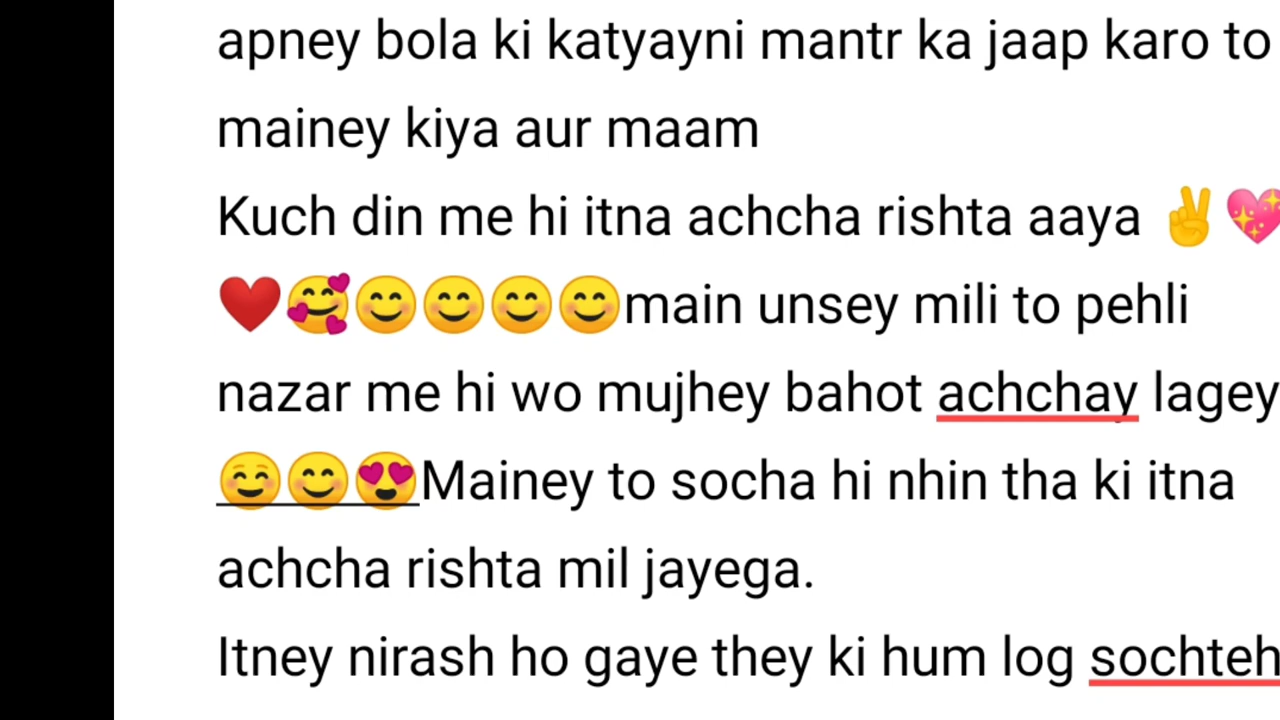 apney bola ki katyayni mantr ka jaap karo to
mainey kiya aur maam
Kuch din me hi itna achcha rishta aaya ✌️💖
❤️🥰😊😊😊😊main unsey mili to pehli
nazar me hi wo mujhey bahot achchay lagey
☺️😊😍Mainey to socha hi nhin tha ki itna
achcha rishta mil jayega.
Itney nirash ho gaye they ki hum log sochteh